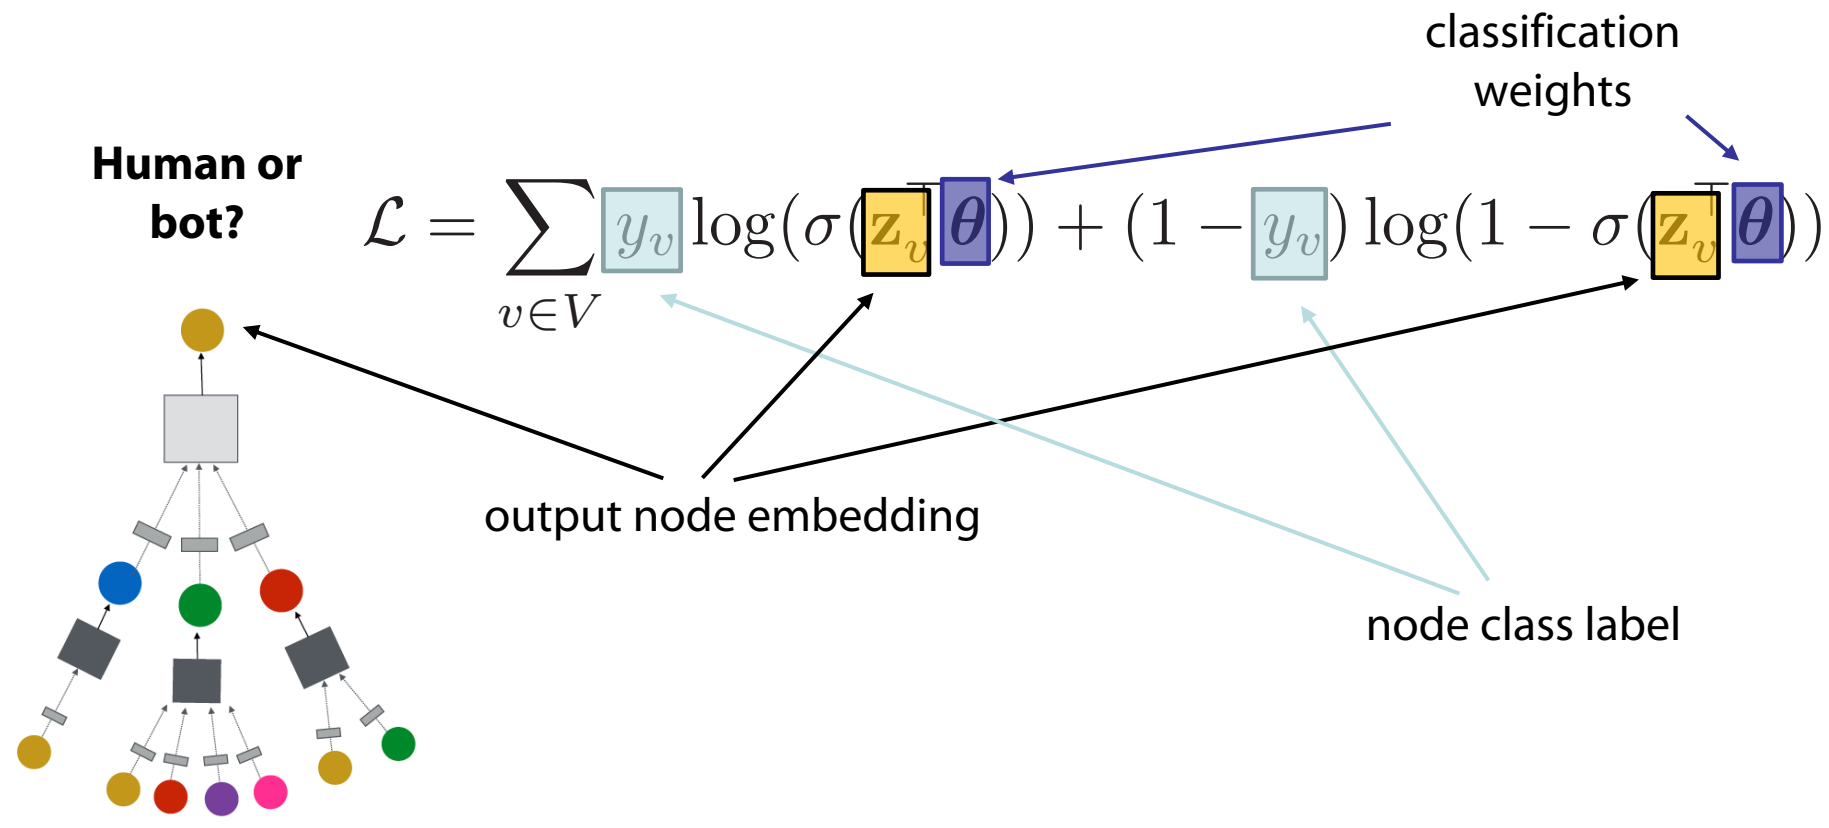 classification
weights
Human or
bot?
ℒ = ∑ y_v log(σ(z_v^⊤ θ)) + (1 − y_v) log(1 − σ(z_v^⊤ θ))
v∈V
output node embedding
node class label